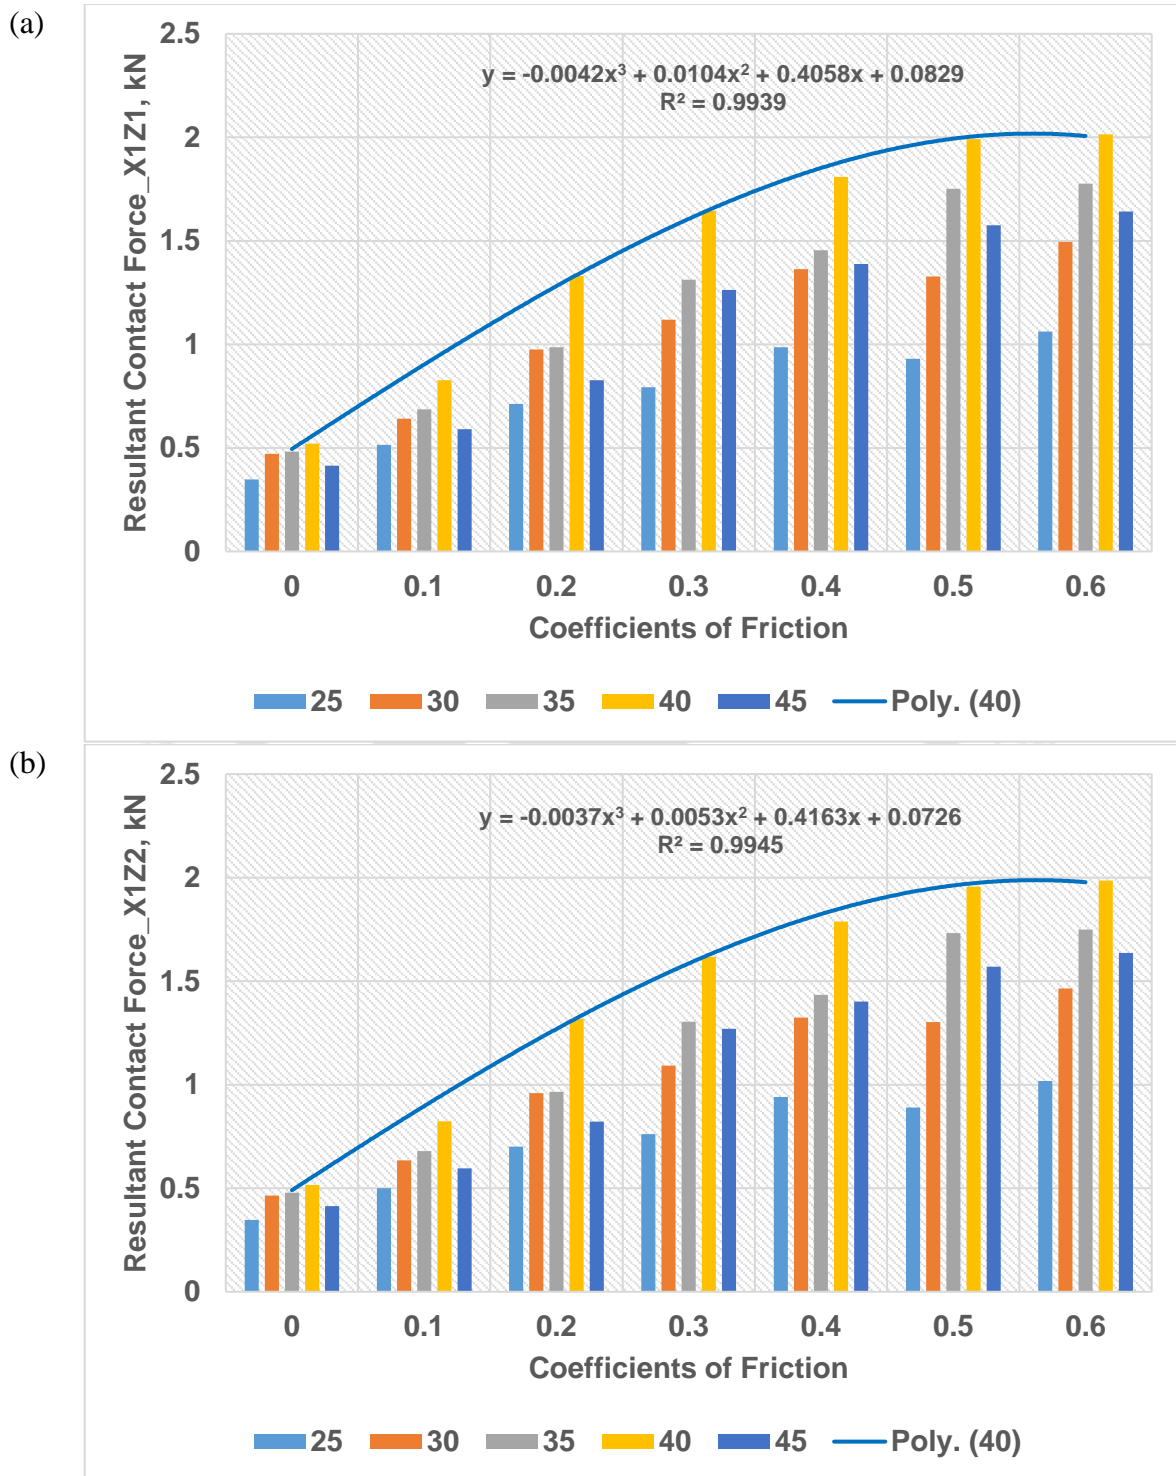 (a)
Resultant Contact Force_X1Z1, kN
2.5
2
1.5
1
0.5
0
y = -0.0042x³ + 0.0104x² + 0.4058x + 0.0829
R² = 0.9939
0 0.1 0.2 0.3 0.4 0.5 0.6
Coefficients of Friction
25 30 35 40 45 Poly. (40)
(b)
Resultant Contact Force_X1Z2, kN
2.5
2
1.5
1
0.5
0
y = -0.0037x³ + 0.0053x² + 0.4163x + 0.0726
R² = 0.9945
0 0.1 0.2 0.3 0.4 0.5 0.6
Coefficients of Friction
25 30 35 40 45 Poly. (40)